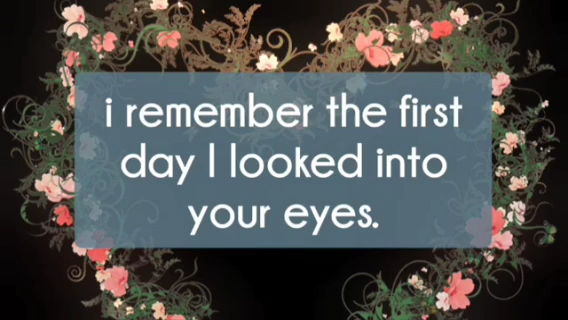 i remember the first
day I looked into
your eyes.